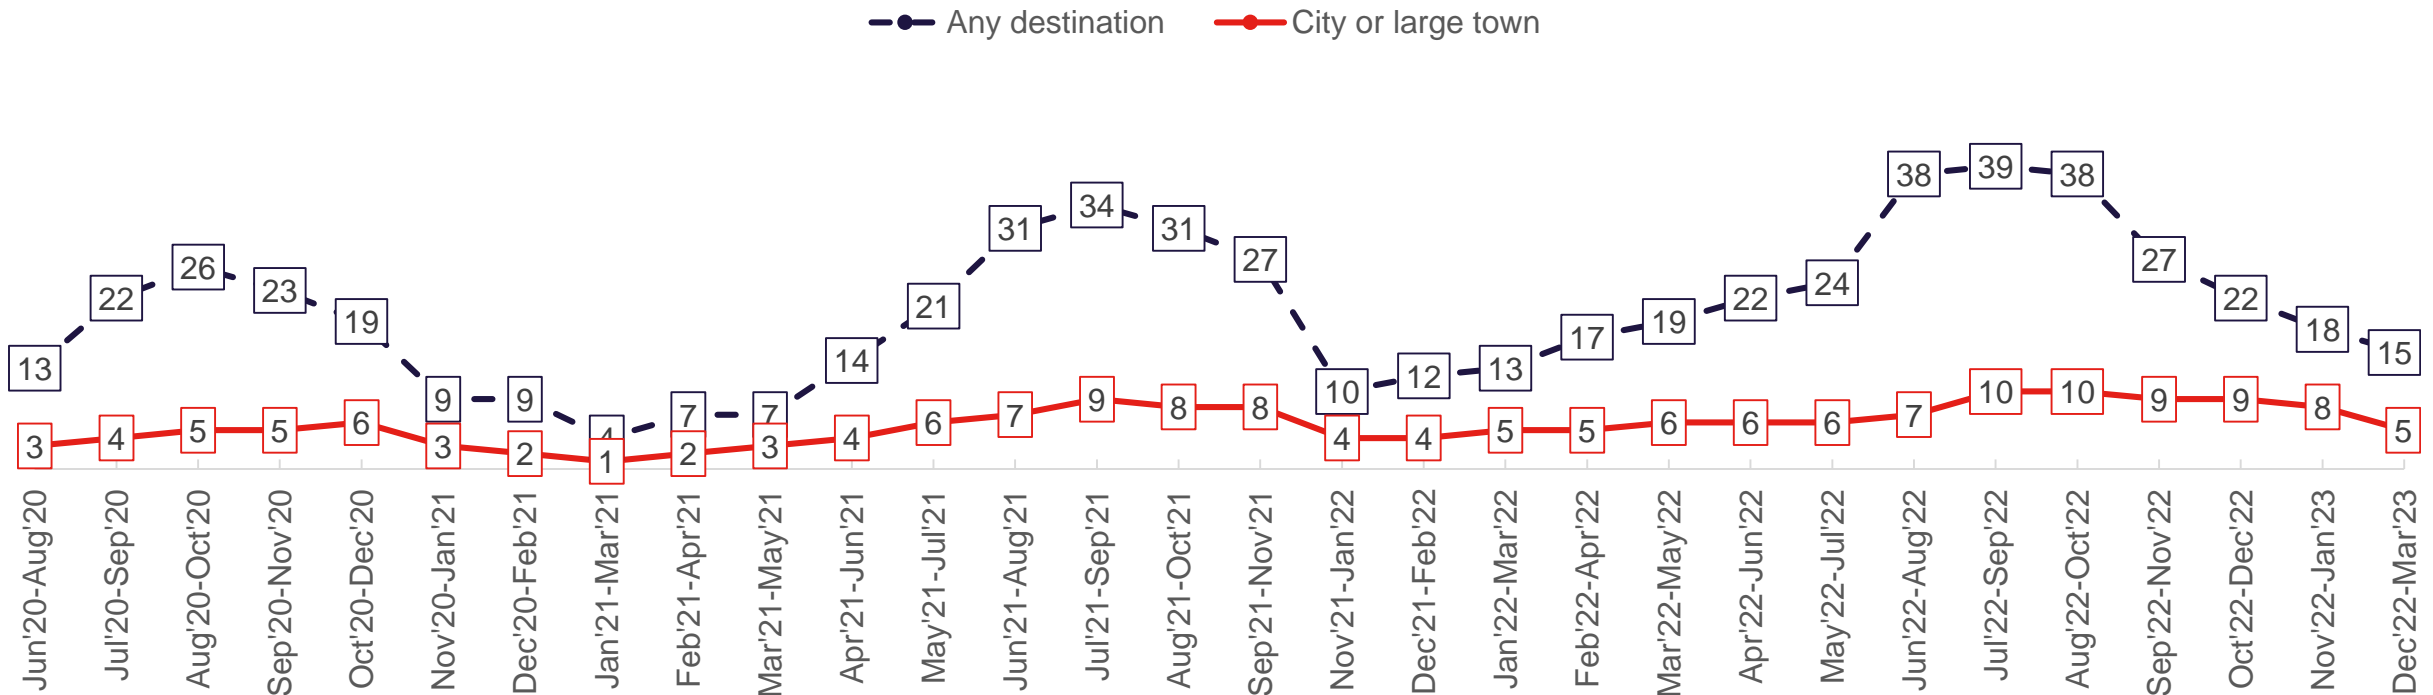 Any destination
City or large town
13 22 26 23 19 9 9 4 7 7 14 21 31 34 31 27 10 12 13 17 19 22 24 38 39 38 27 22 18 15
3 4 5 5 6 3 2 1 2 3 4 6 7 9 8 8 4 4 5 5 6 6 6 7 10 10 9 9 8 5
Jun'20-Aug'20
Jul'20-Sep'20
Aug'20-Oct'20
Sep'20-Nov'20
Oct'20-Dec'20
Nov'20-Jan'21
Dec'20-Feb'21
Jan'21-Mar'21
Feb'21-Apr'21
Mar'21-May'21
Apr'21-Jun'21
May'21-Jul'21
Jun'21-Aug'21
Jul'21-Sep'21
Aug'21-Oct'21
Sep'21-Nov'21
Nov'21-Jan'22
Dec'21-Feb'22
Jan'22-Mar'22
Feb'22-Apr'22
Mar'22-May'22
Apr'22-Jun'22
May'22-Jul'22
Jun'22-Aug'22
Jul'22-Sep'22
Aug'22-Oct'22
Sep'22-Nov'22
Oct'22-Dec'22
Nov'22-Jan'23
Dec'22-Mar'23